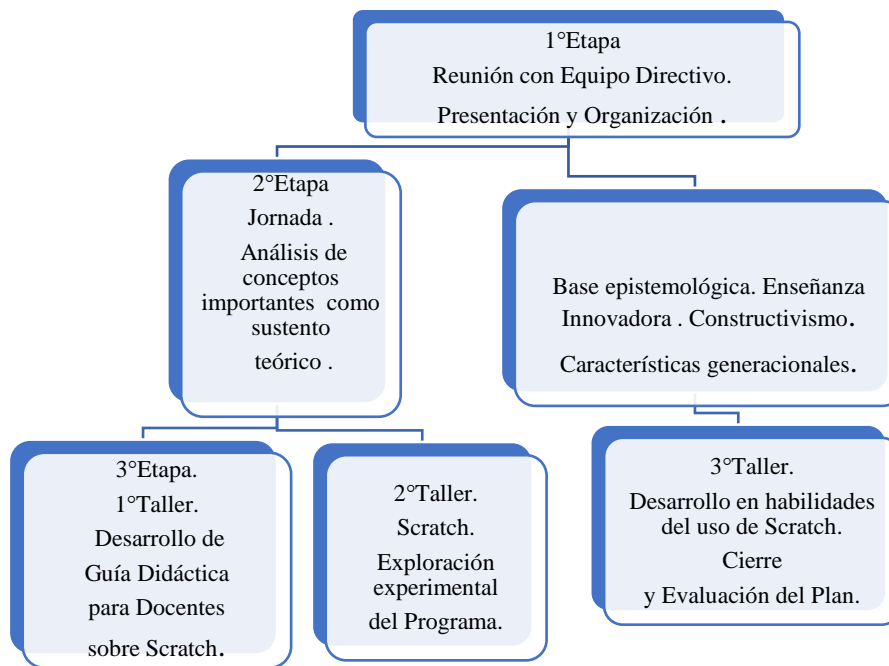 1°Etapa
Reunión con Equipo Directivo.
Presentación y Organización .
2°Etapa
Jornada .
Análisis de
conceptos
importantes como
sustento
teórico .
Base epistemológica. Enseñanza
Innovadora . Constructivismo.
Características generacionales.
3°Etapa.
1°Taller.
Desarrollo de
Guía Didáctica
para Docentes
sobre Scratch.
2°Taller.
Scratch.
Exploración
experimental
del Programa.
3°Taller.
Desarrollo en habilidades
del uso de Scratch.
Cierre
y Evaluación del Plan.